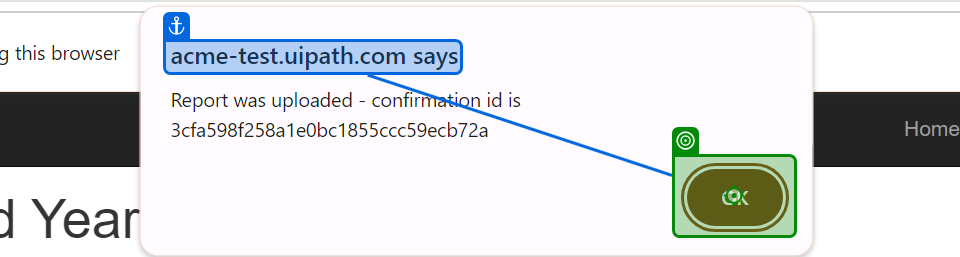 g this browser
acme-test.uipath.com says
Report was uploaded - confirmation id is
3cfa598f258a1e0bc1855ccc59ecb72a
Home
OK
d Year